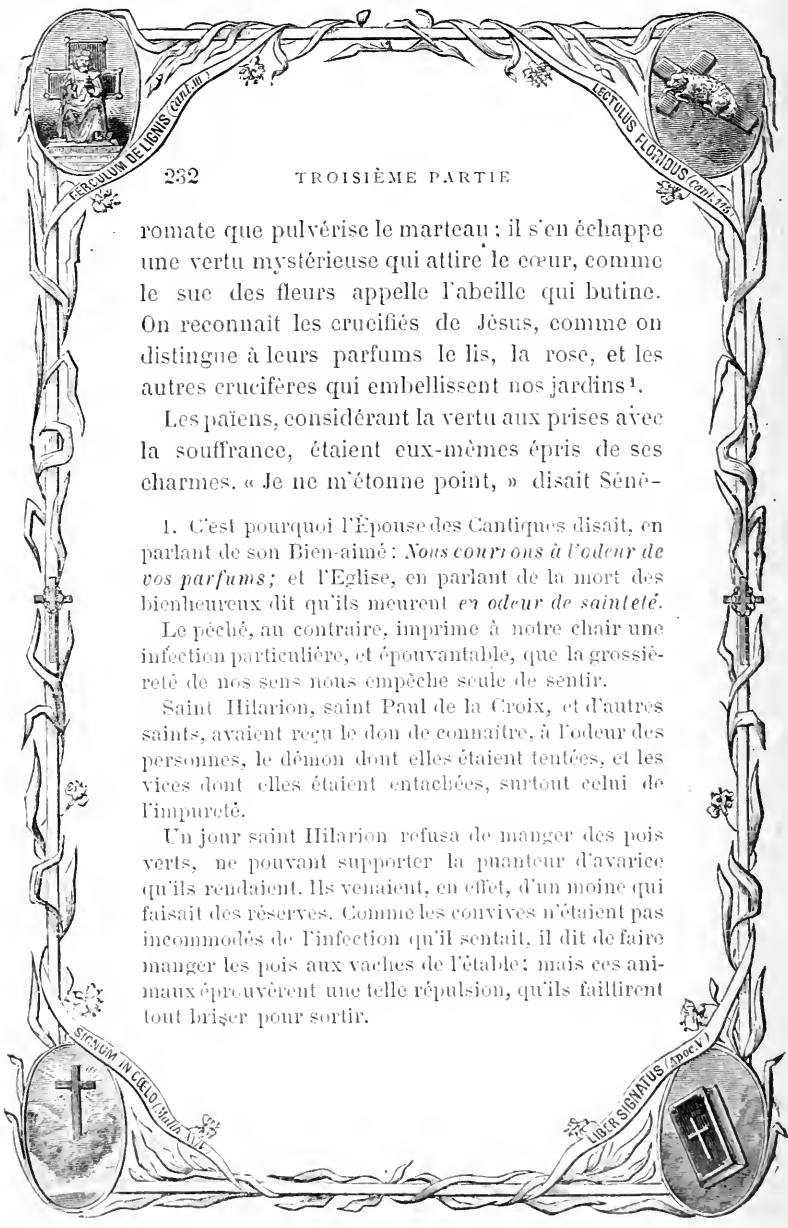 FERCULUM DE LIGNIS (Cant. III)
LECTULUS FLORIDUS (Cant. 1.15)
232 TROISIÈME PARTIE
romate que pulvérise le marteau ; il s'en échappe
une vertu mystérieuse qui attire le cœur, comme
le suc des fleurs appelle l'abeille qui butine.
On reconnaît les crucifiés de Jésus, comme on
distingue à leurs parfums le lis, la rose, et les
autres crucifères qui embellissent nos jardins¹.
Les païens, considérant la vertu aux prises avec
la souffrance, étaient eux-mêmes épris de ses
charmes. « Je ne m'étonne point, » disait Sénè-
1. C'est pourquoi l'Épouse des Cantiques disait, en
parlant de son Bien-aimé : Nous courons à l'odeur de
vos parfums; et l'Eglise, en parlant de la mort des
bienheureux dit qu'ils meurent en odeur de sainteté.
Le péché, au contraire, imprime à notre chair une
infection particulière, et épouvantable, que la grossiè-
reté de nos sens nous empêche seule de sentir.
Saint Hilarion, saint Paul de la Croix, et d'autres
saints, avaient reçu le don de connaître, à l'odeur des
personnes, le démon dont elles étaient tentées, et les
vices dont elles étaient entachées, surtout celui de
l'impureté.
Un jour saint Hilarion refusa de manger des pois
verts, ne pouvant supporter la puanteur d'avarice
qu'ils rendaient. Ils venaient, en effet, d'un moine qui
faisait des réserves. Comme les convives n'étaient pas
incommodés de l'infection qu'il sentait, il dit de faire
manger les pois aux vaches de l'étable; mais ces ani-
maux éprouvèrent une telle répulsion, qu'ils faillirent
tout briser pour sortir.
SIGNUM IN CŒLO (Matth. XXIV)
LIBER SIGNATUS (Apoc. V)